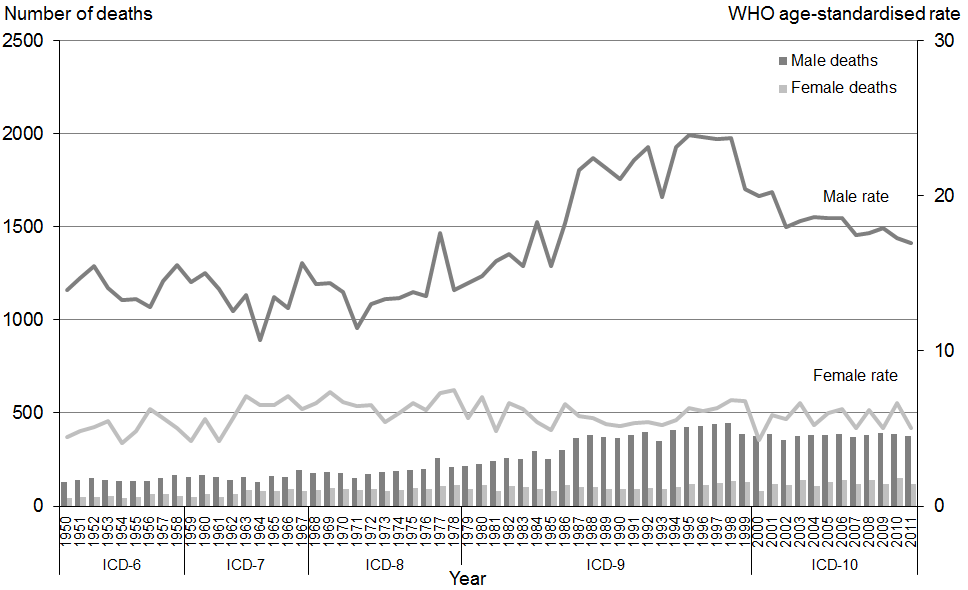 Number of deaths WHO age-standardised rate
2500 30
Male deaths
Female deaths
2000
20
Male rate
1500
1000
10
Female rate
500
0 0
1950 1951 1952 1953 1954 1955 1956 1957 1958 1959 1960 1961 1962 1963 1964 1965 1966 1967 1968 1969 1970 1971 1972 1973 1974 1975 1976 1977 1978 1979 1980 1981 1982 1983 1984 1985 1986 1987 1988 1989 1990 1991 1992 1993 1994 1995 1996 1997 1998 1999 2000 2001 2002 2003 2004 2005 2006 2007 2008 2009 2010 2011
ICD-6 ICD-7 ICD-8 ICD-9 ICD-10
Year